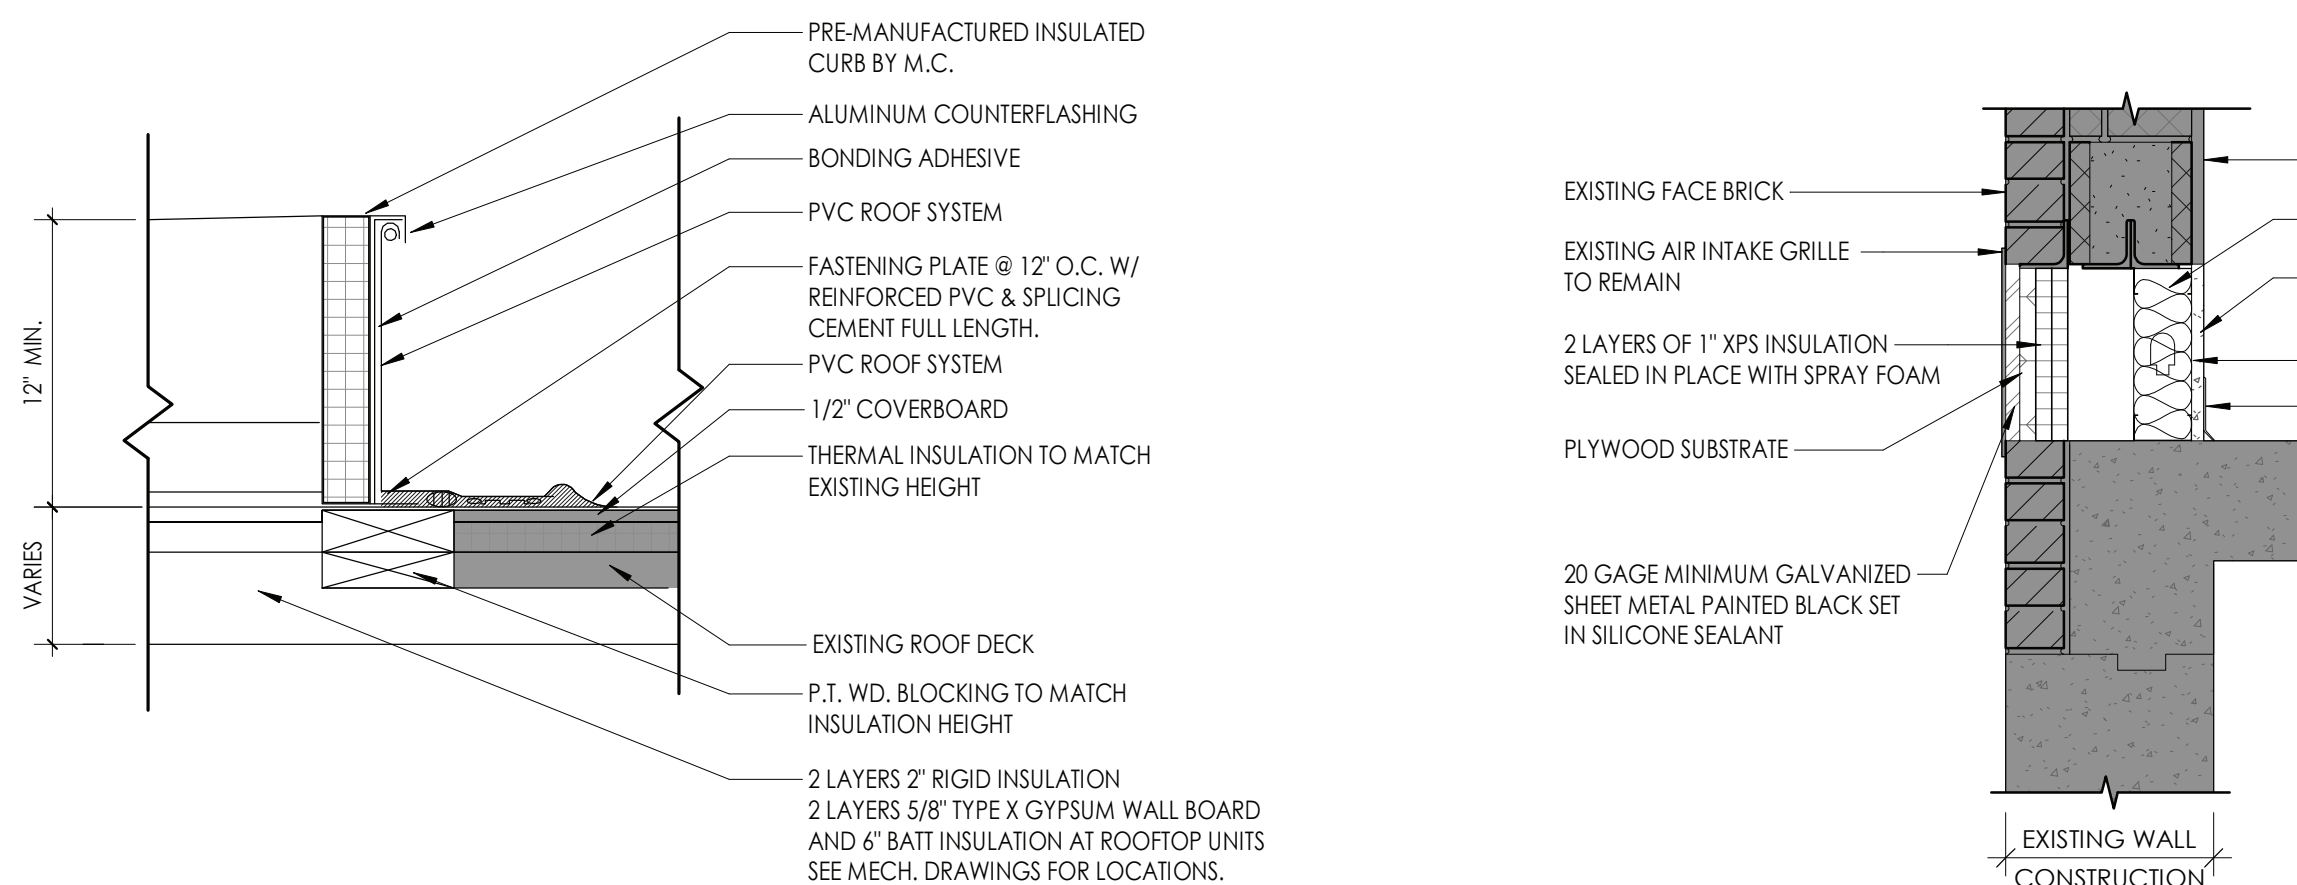 PRE-MANUFACTURED INSULATED
CURB BY M.C.
ALUMINUM COUNTERFLASHING
BONDING ADHESIVE
PVC ROOF SYSTEM
FASTENING PLATE @ 12" O.C. W/
REINFORCED PVC & SPLICING
CEMENT FULL LENGTH.
PVC ROOF SYSTEM
1/2" COVERBOARD
THERMAL INSULATION TO MATCH
EXISTING HEIGHT
EXISTING ROOF DECK
P.T. WD. BLOCKING TO MATCH
INSULATION HEIGHT
2 LAYERS 2" RIGID INSULATION
2 LAYERS 5/8" TYPE X GYPSUM WALL BOARD
AND 6" BATT INSULATION AT ROOFTOP UNITS
SEE MECH. DRAWINGS FOR LOCATIONS.
12" MIN.
VARIES
EXISTING FACE BRICK
EXISTING AIR INTAKE GRILLE
TO REMAIN
2 LAYERS OF 1" XPS INSULATION
SEALED IN PLACE WITH SPRAY FOAM
PLYWOOD SUBSTRATE
20 GAGE MINIMUM GALVANIZED
SHEET METAL PAINTED BLACK SET
IN SILICONE SEALANT
EXISTING WALL
CONSTRUCTION